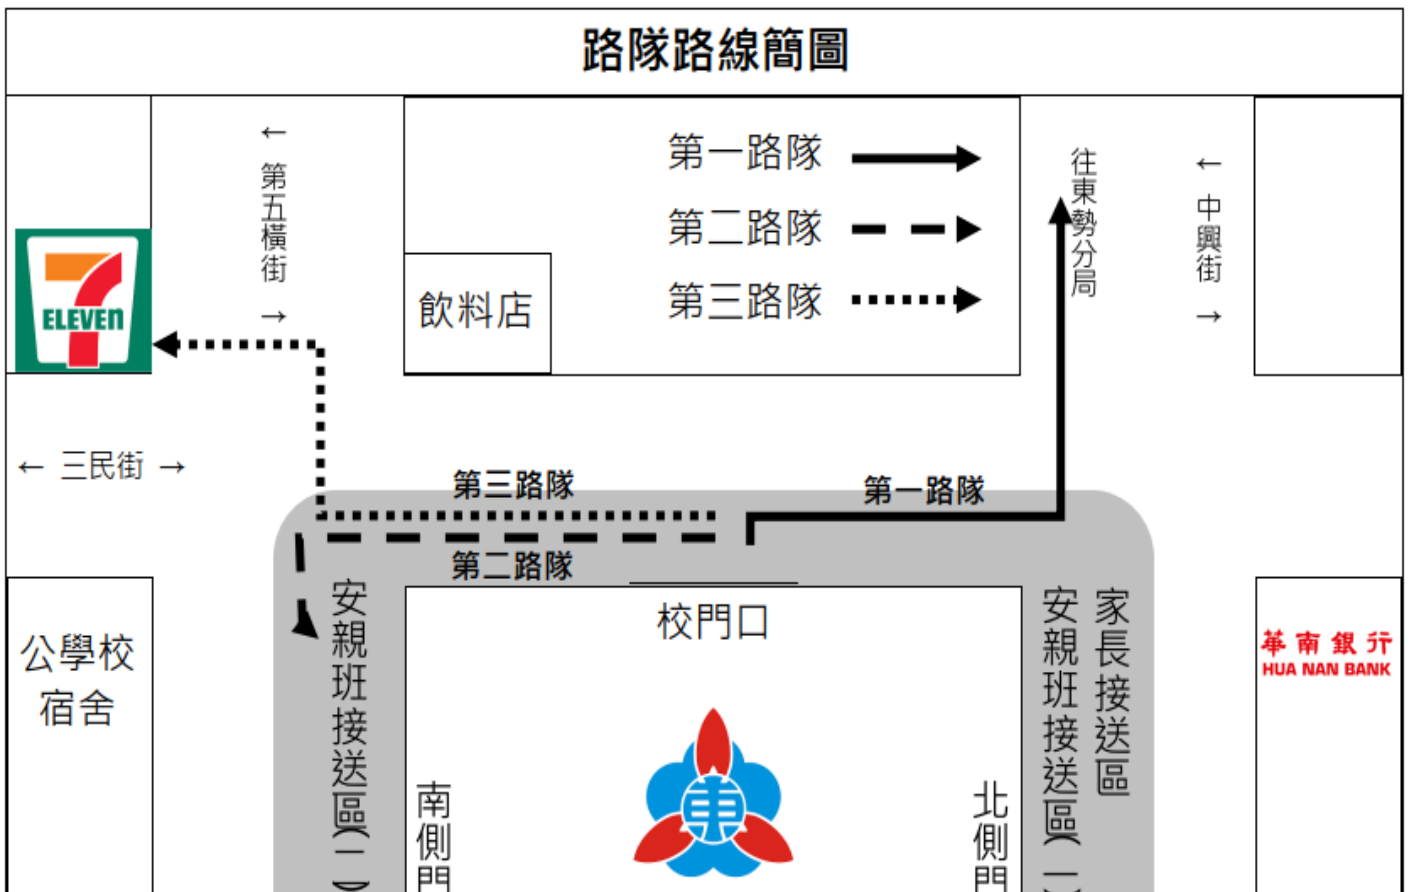 路隊路線簡圖
第一路隊
第二路隊
第三路隊
← 第五橫街 →
往東勢分局
← 中興街 →
7
ELEVEN
飲料店
← 三民街 →
第三路隊
第一路隊
第二路隊
校門口
公學校
宿舍
安親班接送區(二)
南側門
東
北側門
安親班接送區(一)
家長接送區
華南銀行
HUA NAN BANK